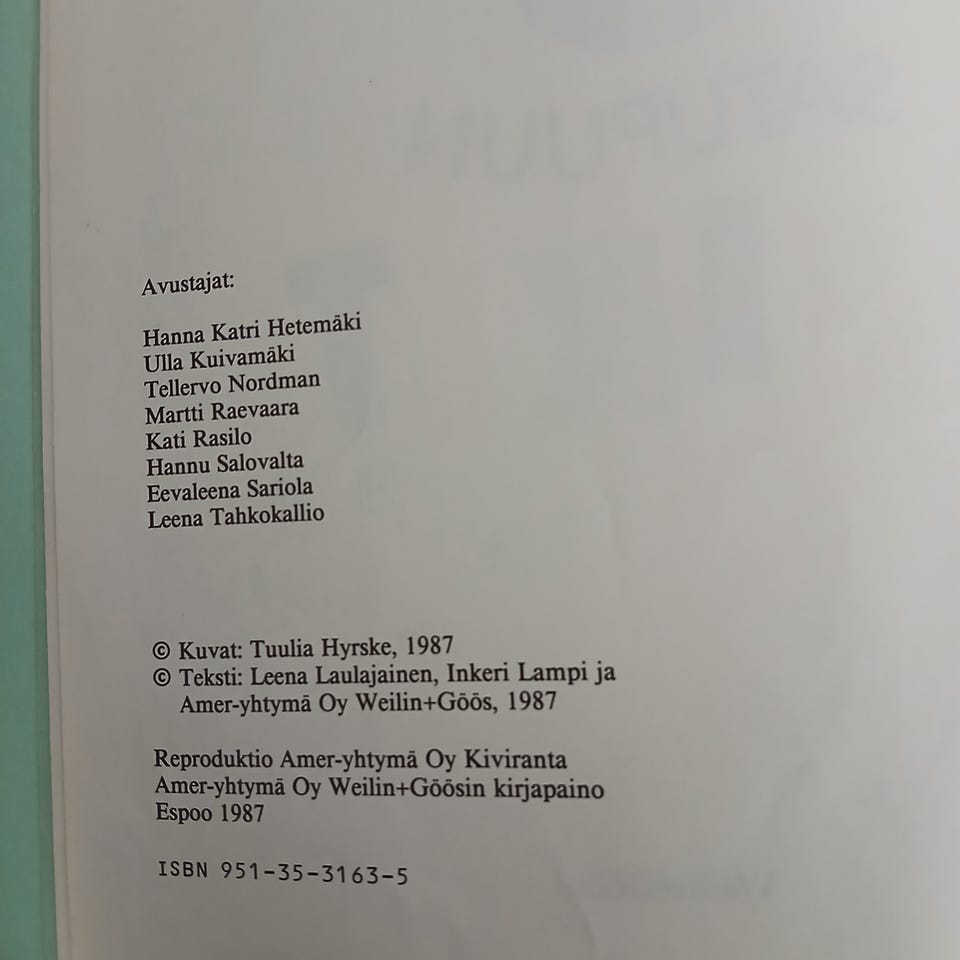 Avustajat:
Hanna Katri Hetemäki
Ulla Kuivamäki
Tellervo Nordman
Martti Raevaara
Kati Rasilo
Hannu Salovalta
Eevaleena Sariola
Leena Tahkokallio
© Kuvat: Tuulia Hyrske, 1987
© Teksti: Leena Laulajainen, Inkeri Lampi ja
Amer-yhtymä Oy Weilin+Göös, 1987
Reproduktio Amer-yhtymä Oy Kiviranta
Amer-yhtymä Oy Weilin+Göösin kirjapaino
Espoo 1987
ISBN 951-35-3163-5